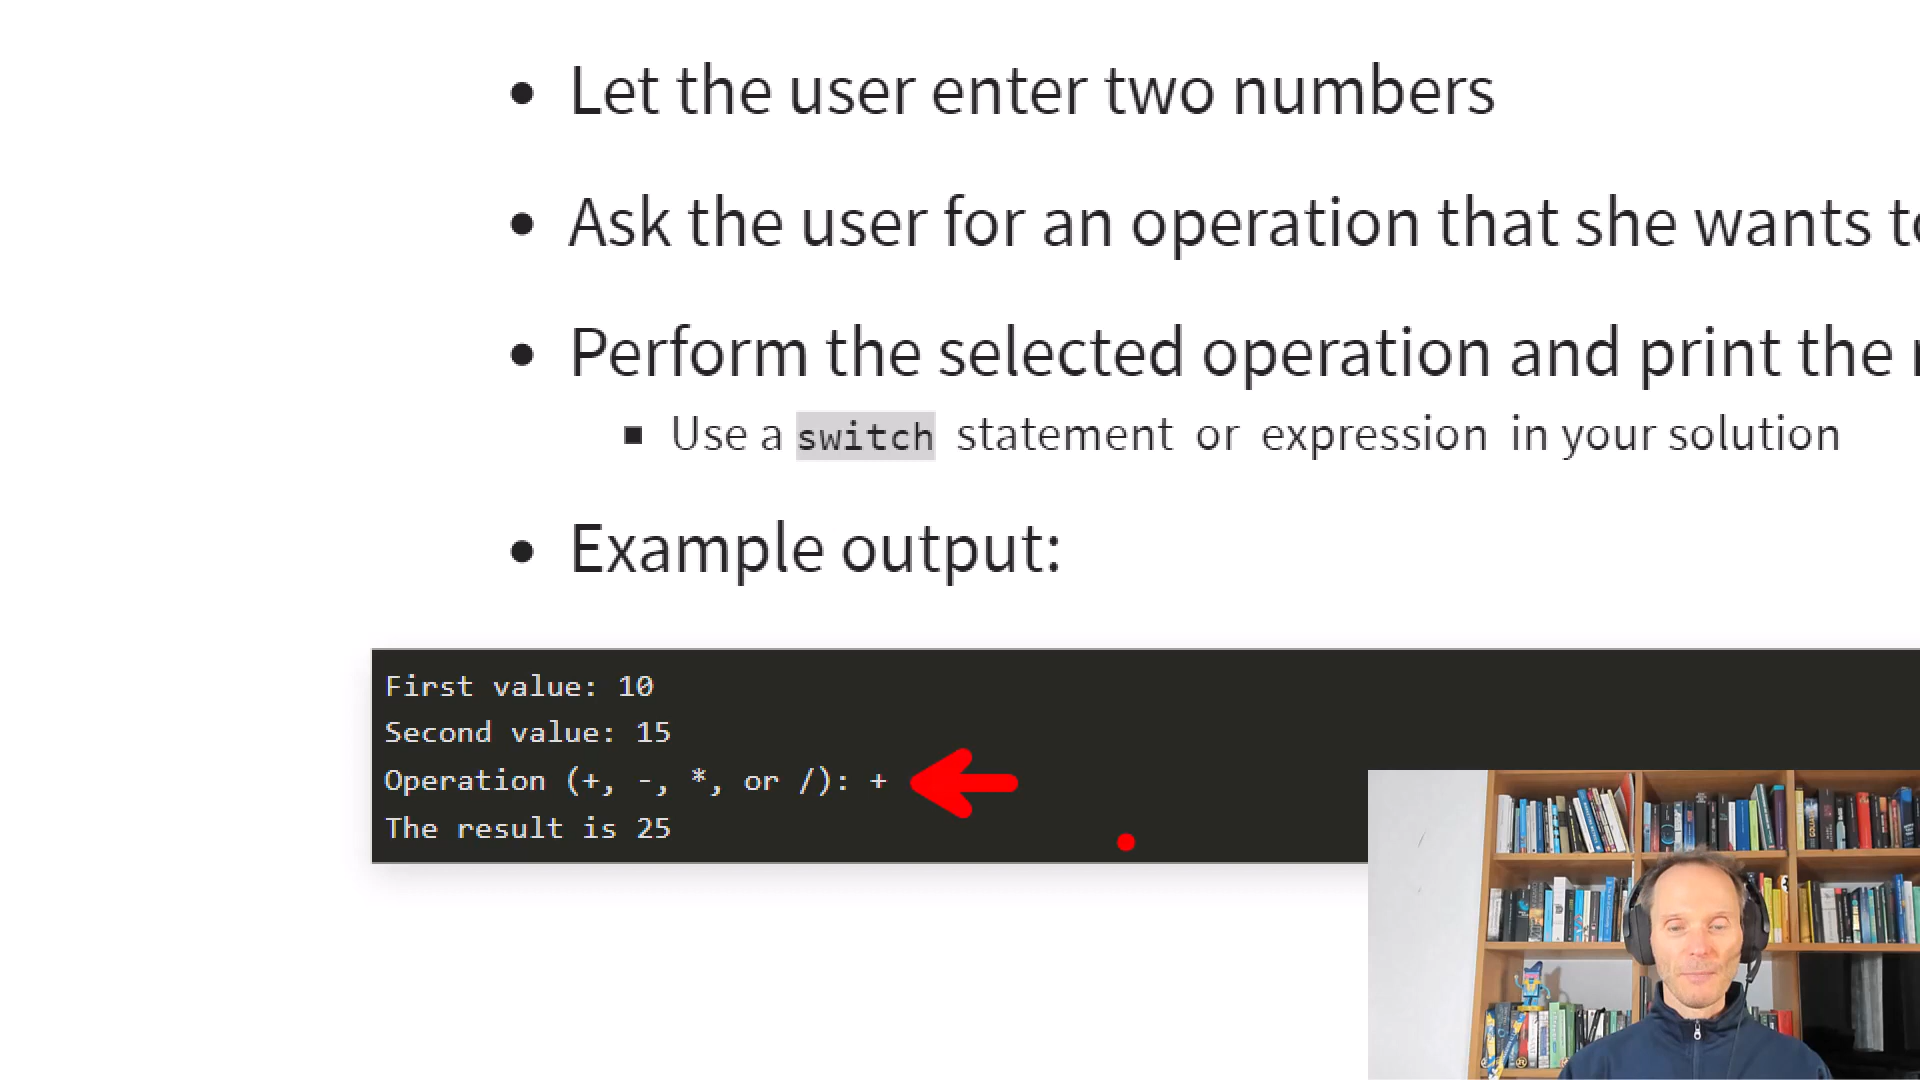 Let the user enter two numbers
Ask the user for an operation that she wants
Perform the selected operation and print the
Use a switch statement or expression in your solution
Example output:
First value: 10
Second value: 15
Operation (+, -, *, or /): +
The result is 25